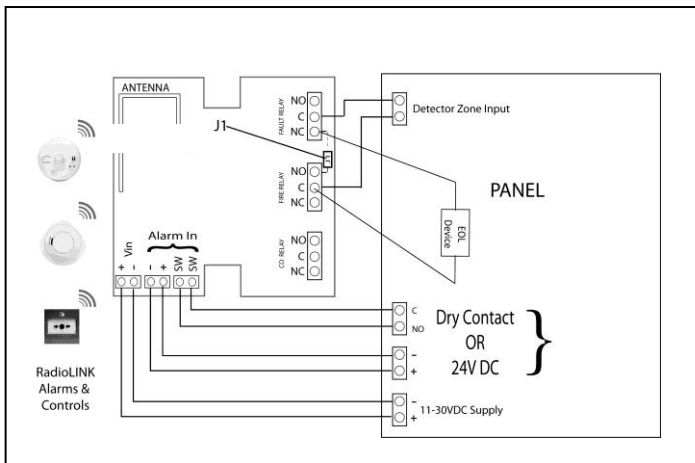 ANTENNA
J1
FAULT RELAY
NO
C
NC
J1
FIRE RELAY
NO
C
NC
CO RELAY
NO
C
NC
Alarm In
Vin
+ - - + SW SW
RadioLINK
Alarms &
Controls
Detector Zone Input
PANEL
EOL
Device
C
NO
Dry Contact
OR
24V DC
-
+
-
+
11-30VDC Supply